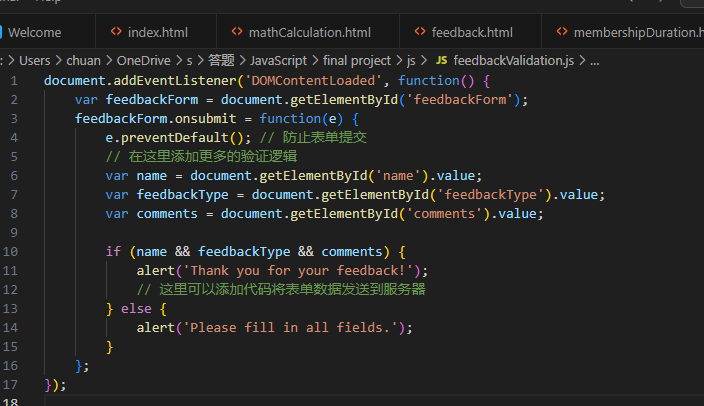 Welcome index.html mathCalculation.html feedback.html membershipDuration.h
: > Users > chuan > OneDrive > s > 答题 > JavaScript > final project > js > JS feedbackValidation.js > ...
1 document.addEventListener('DOMContentLoaded', function() {
2 var feedbackForm = document.getElementById('feedbackForm');
3 feedbackForm.onsubmit = function(e) {
4 e.preventDefault(); // 防止表单提交
5 // 在这里添加更多的验证逻辑
6 var name = document.getElementById('name').value;
7 var feedbackType = document.getElementById('feedbackType').value;
8 var comments = document.getElementById('comments').value;
9
10 if (name && feedbackType && comments) {
11 alert('Thank you for your feedback!');
12 // 这里可以添加代码将表单数据发送到服务器
13 } else {
14 alert('Please fill in all fields.');
15 }
16 };
17 });
18